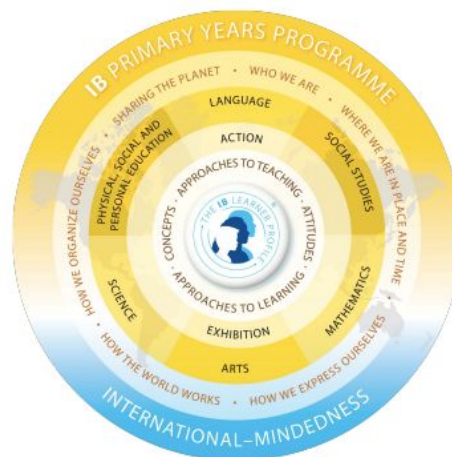 IB PRIMARY YEARS PROGRAMME
HOW WE ORGANIZE OURSELVES • SHARING THE PLANET • WHO WE ARE • WHERE WE ARE IN PLACE AND TIME
HOW THE WORLD WORKS • HOW WE EXPRESS OURSELVES
LANGUAGE
PHYSICAL, SOCIAL AND
PERSONAL EDUCATION
SOCIAL STUDIES
SCIENCE
MATHEMATICS
ARTS
ACTION
CONCEPTS • APPROACHES TO TEACHING • ATTITUDES
• APPROACHES TO LEARNING •
EXHIBITION
THE IB LEARNER PROFILE
®
INTERNATIONAL–MINDEDNESS